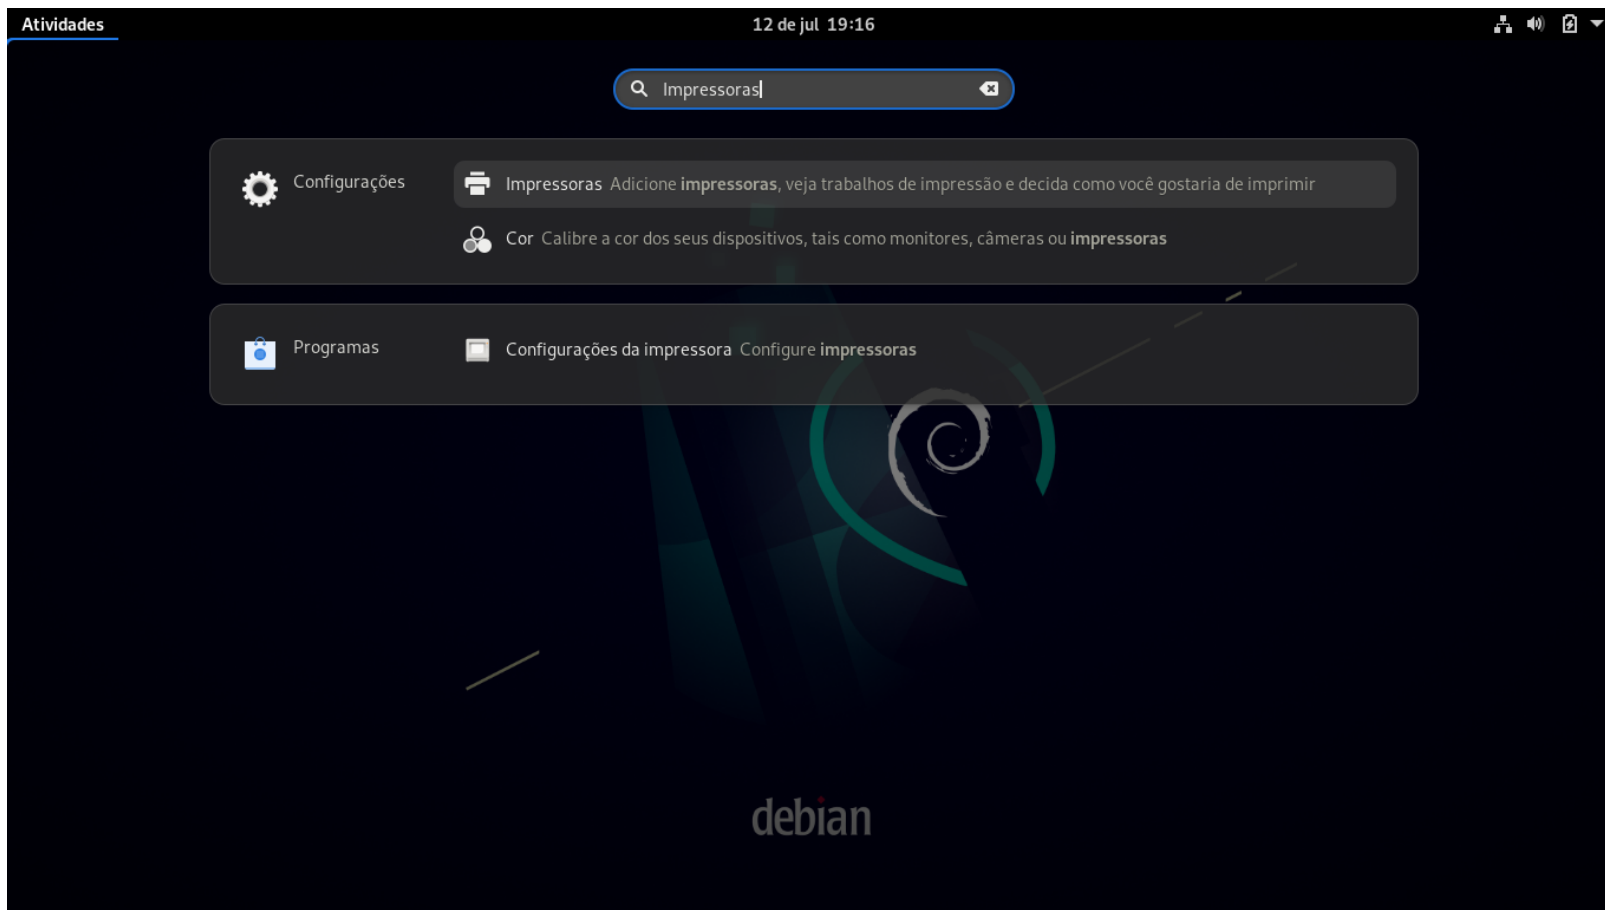 Atividades
12 de jul 19:16
Impressoras
Configurações
Impressoras Adicione impressoras, veja trabalhos de impressão e decida como você gostaria de imprimir
Cor Calibre a cor dos seus dispositivos, tais como monitores, câmeras ou impressoras
Programas
Configurações da impressora Configure impressoras
debian